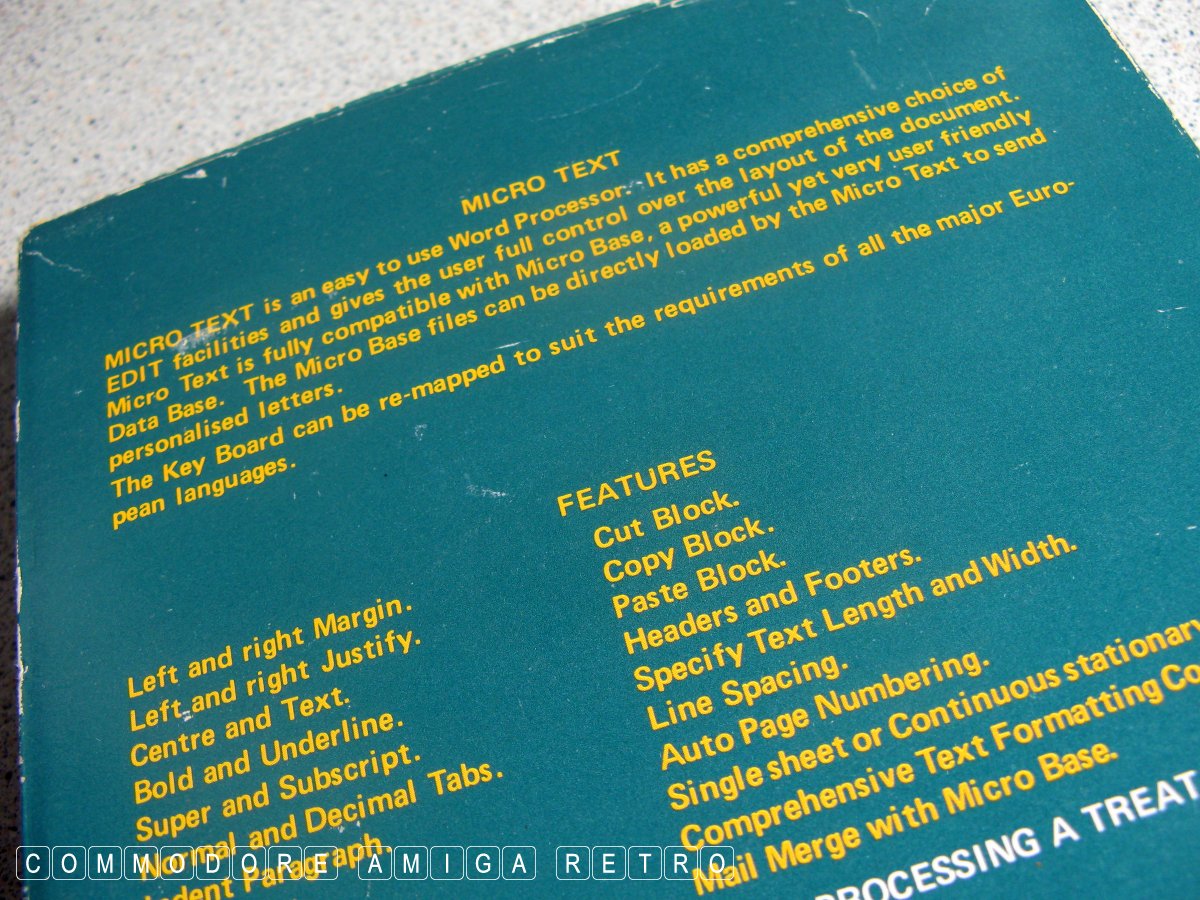 MICRO TEXT
MICRO TEXT is an easy to use Word Processor. It has a comprehensive choice of
EDIT facilities and gives the user full control over the layout of the document.
Micro Text is fully compatible with Micro Base, a powerful yet very user friendly
Data Base. The Micro Base files can be directly loaded by the Micro Text to send
personalised letters.
The Key Board can be re-mapped to suit the requirements of all the major Euro-
pean languages.
FEATURES
Left and right Margin.
Left and right Justify.
Centre and Text.
Bold and Underline.
Super and Subscript.
Normal and Decimal Tabs.
Indent Paragraph.
Cut Block.
Copy Block.
Paste Block.
Headers and Footers.
Specify Text Length and Width.
Line Spacing.
Auto Page Numbering.
Single sheet or Continuous stationary
Comprehensive Text Formatting Co
Mail Merge with Micro Base.
PROCESSING A TREAT
COMMODORE AMIGA RETRO